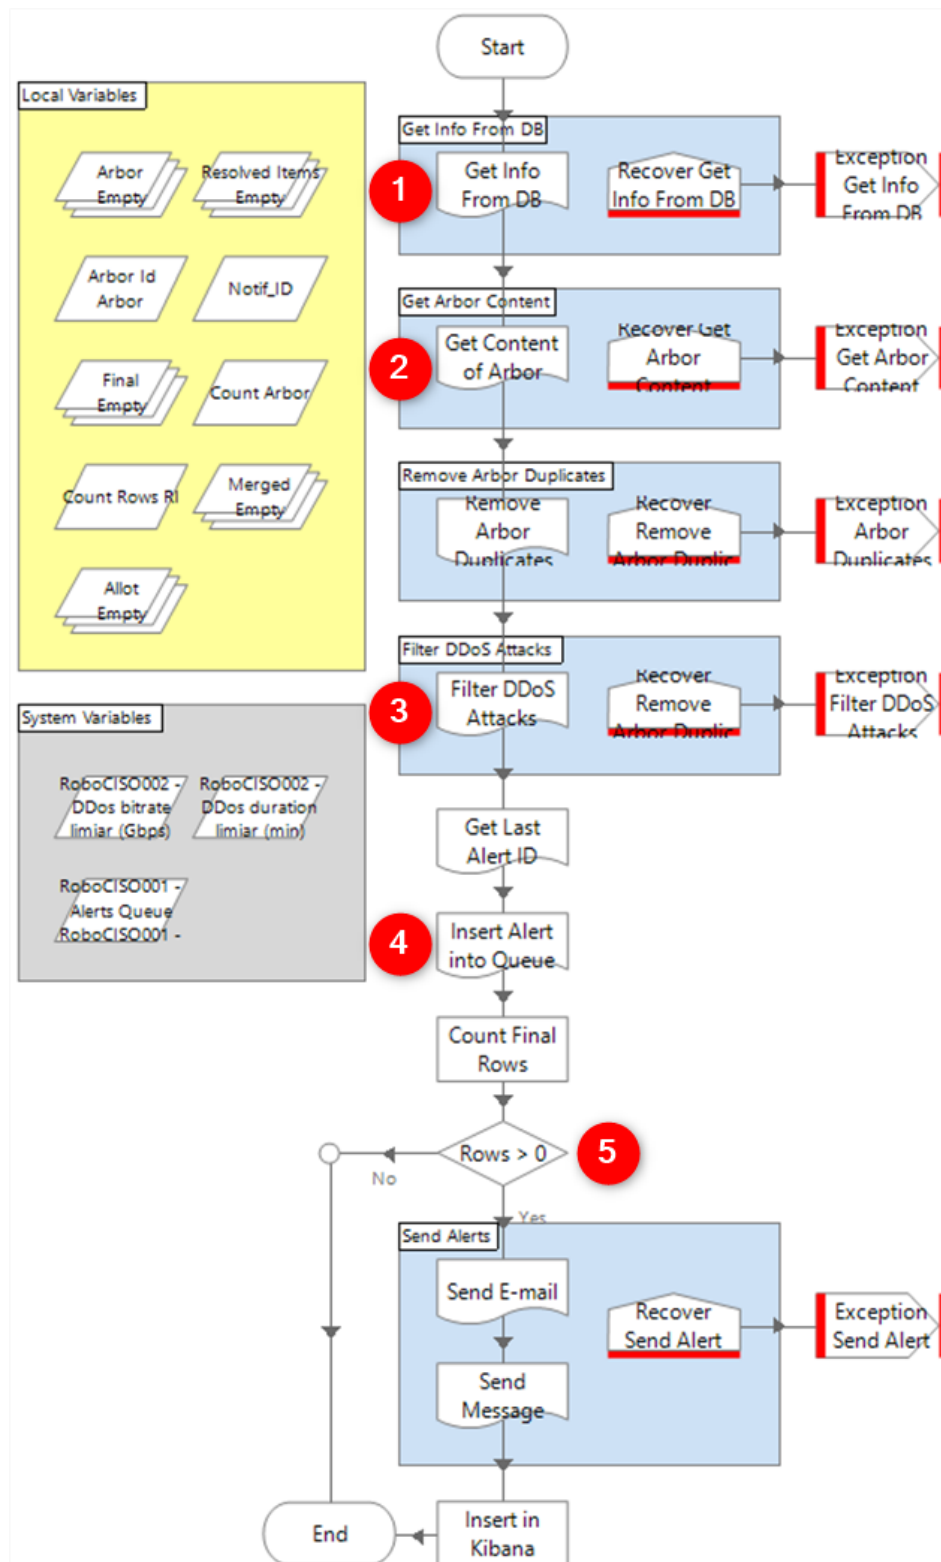 Start
Local Variables
Arbor
Empty
Resolved Items
Empty
Arbor Id
Arbor
Notif_ID
Final
Empty
Count Arbor
Count Rows RI
Merged
Empty
Allot
Empty
System Variables
RoboCISO002 -
DDos bitrate
limiar (Gbps)
RoboCISO002 -
DDos duration
limiar (min)
RoboCISO001 -
Alerts Queue
RoboCISO001 -
Get Info From DB
1
Get Info
From DB
Recover Get
Info From DB
Exception
Get Info
From DB
Get Arbor Content
2
Get Content
of Arbor
Recover Get
Arbor
Content
Exception
Get Arbor
Content
Remove Arbor Duplicates
Remove
Arbor
Duplicates
Recover
Remove
Arbor Duplic
Exception
Arbor
Duplicates
Filter DDoS Attacks
3
Filter DDoS
Attacks
Recover
Remove
Arbor Duplic
Exception
Filter DDoS
Attacks
Get Last
Alert ID
4
Insert Alert
into Queue
Count Final
Rows
Rows > 0
5
No
Yes
Send Alerts
Send E-mail
Recover
Send Alert
Exception
Send Alert
Send
Message
End
Insert in
Kibana